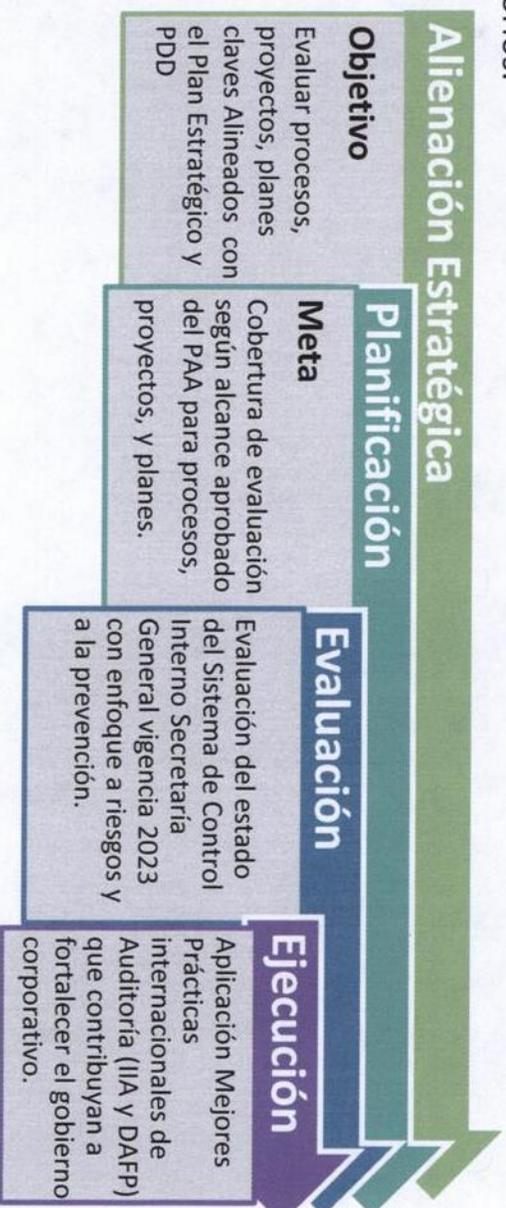 Alienación Estratégica
Objetivo
Evaluar procesos,
proyectos, planes
claves Alineados con
el Plan Estratégico y
PDD
Planificación
Meta
Cobertura de evaluación
según alcance aprobado
del PAA para procesos,
proyectos, y planes.
Evaluación
Evaluación del estado
del Sistema de Control
Interno Secretaría
General vigencia 2023
con enfoque a riesgos y
a la prevención.
Ejecución
Aplicación Mejores
Prácticas
internacionales de
Auditoría (IIA y DAFP)
que contribuyan a
fortalecer el gobierno
corporativo.